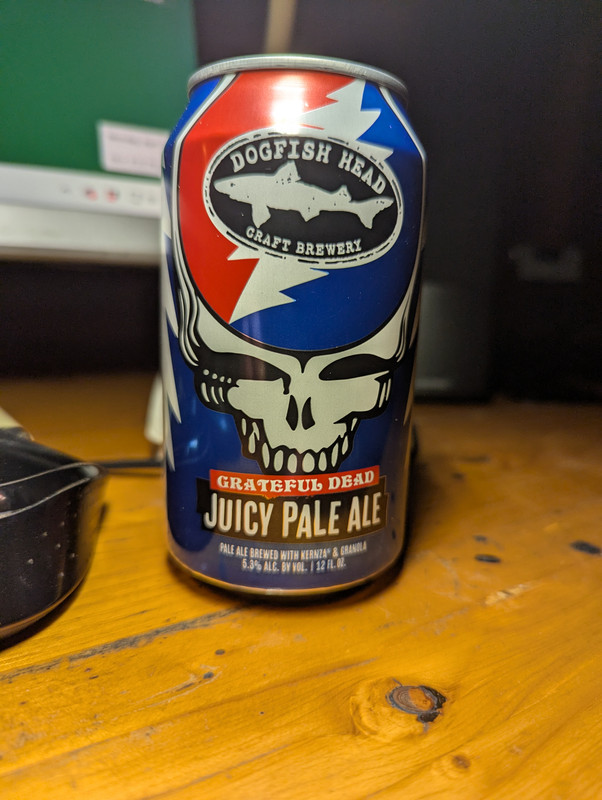 DOGFISH HEAD
CRAFT BREWERY
GRATEFUL DEAD
JUICY PALE ALE
PALE ALE BREWED WITH KERNZA® & GRANOLA
5.3% ALC. BY VOL. | 12 FL. OZ.